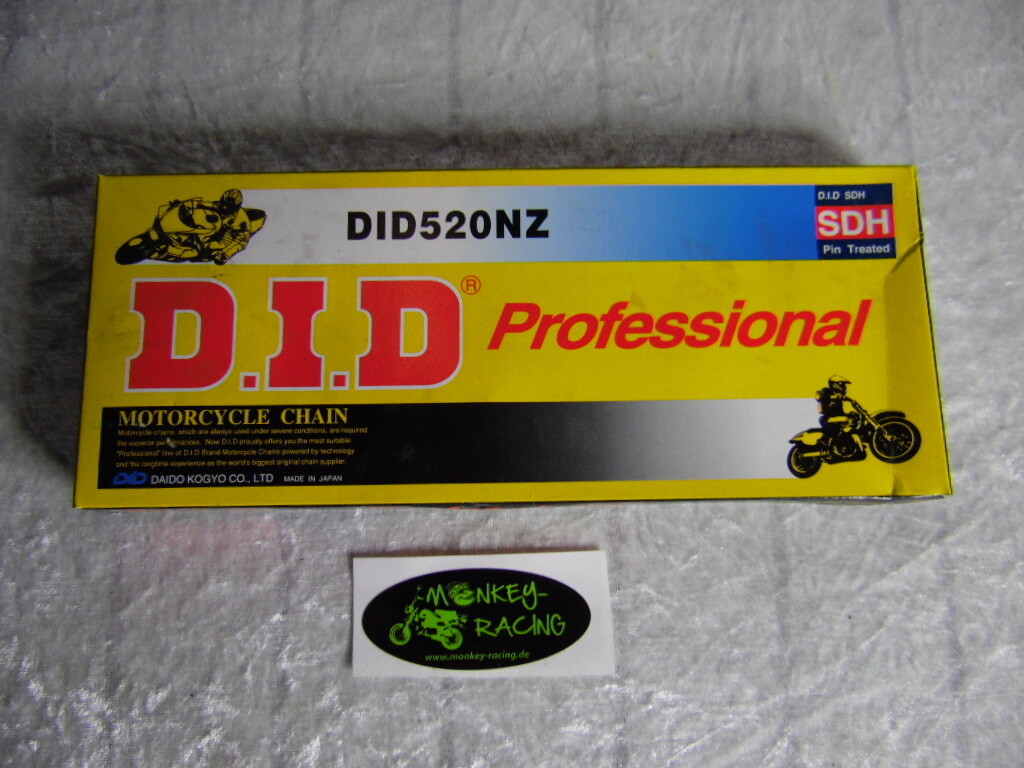 DID520NZ
D.I.D SDH
SDH
Pin Treated
D.I.D® Professional
MOTORCYCLE CHAIN
Motorcycle chains, which are always used under severe conditions, are required
the superior performances. Now D.I.D proudly offers you the most suitable
"Professional" line of D.I.D Brand Motorcycle Chains powered by technology
and the longtime experience as the world's biggest original chain supplier.
DID DAIDO KOGYO CO., LTD MADE IN JAPAN
MONKEY-
RACING
www.monkey-racing.de